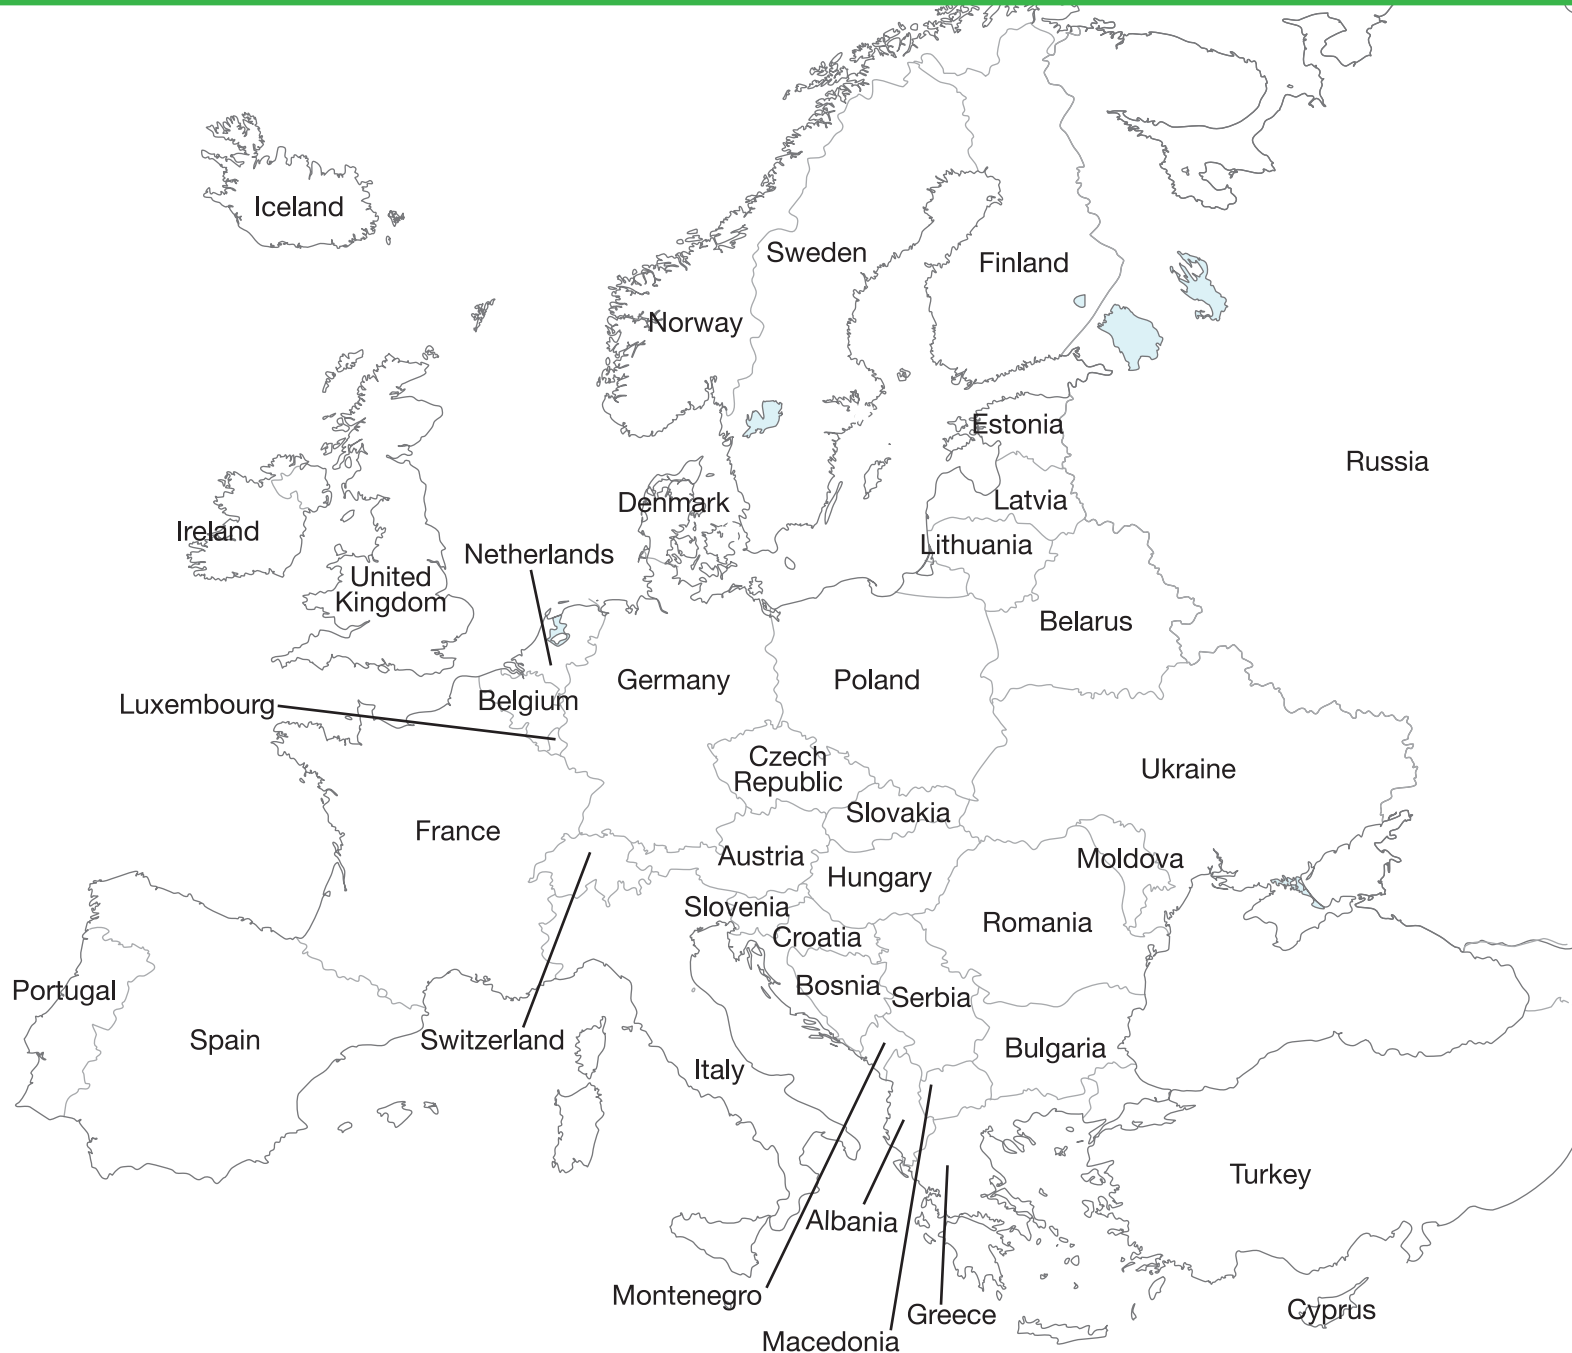 Iceland
Sweden
Finland
Norway
Estonia
Russia
Latvia
Denmark
Ireland
Lithuania
Netherlands
United
Kingdom
Belarus
Germany
Poland
Belgium
Luxembourg
Czech
Republic
Ukraine
Slovakia
France
Austria
Moldova
Hungary
Slovenia
Romania
Croatia
Bosnia
Portugal
Serbia
Spain
Switzerland
Bulgaria
Italy
Turkey
Albania
Montenegro
Greece
Cyprus
Macedonia